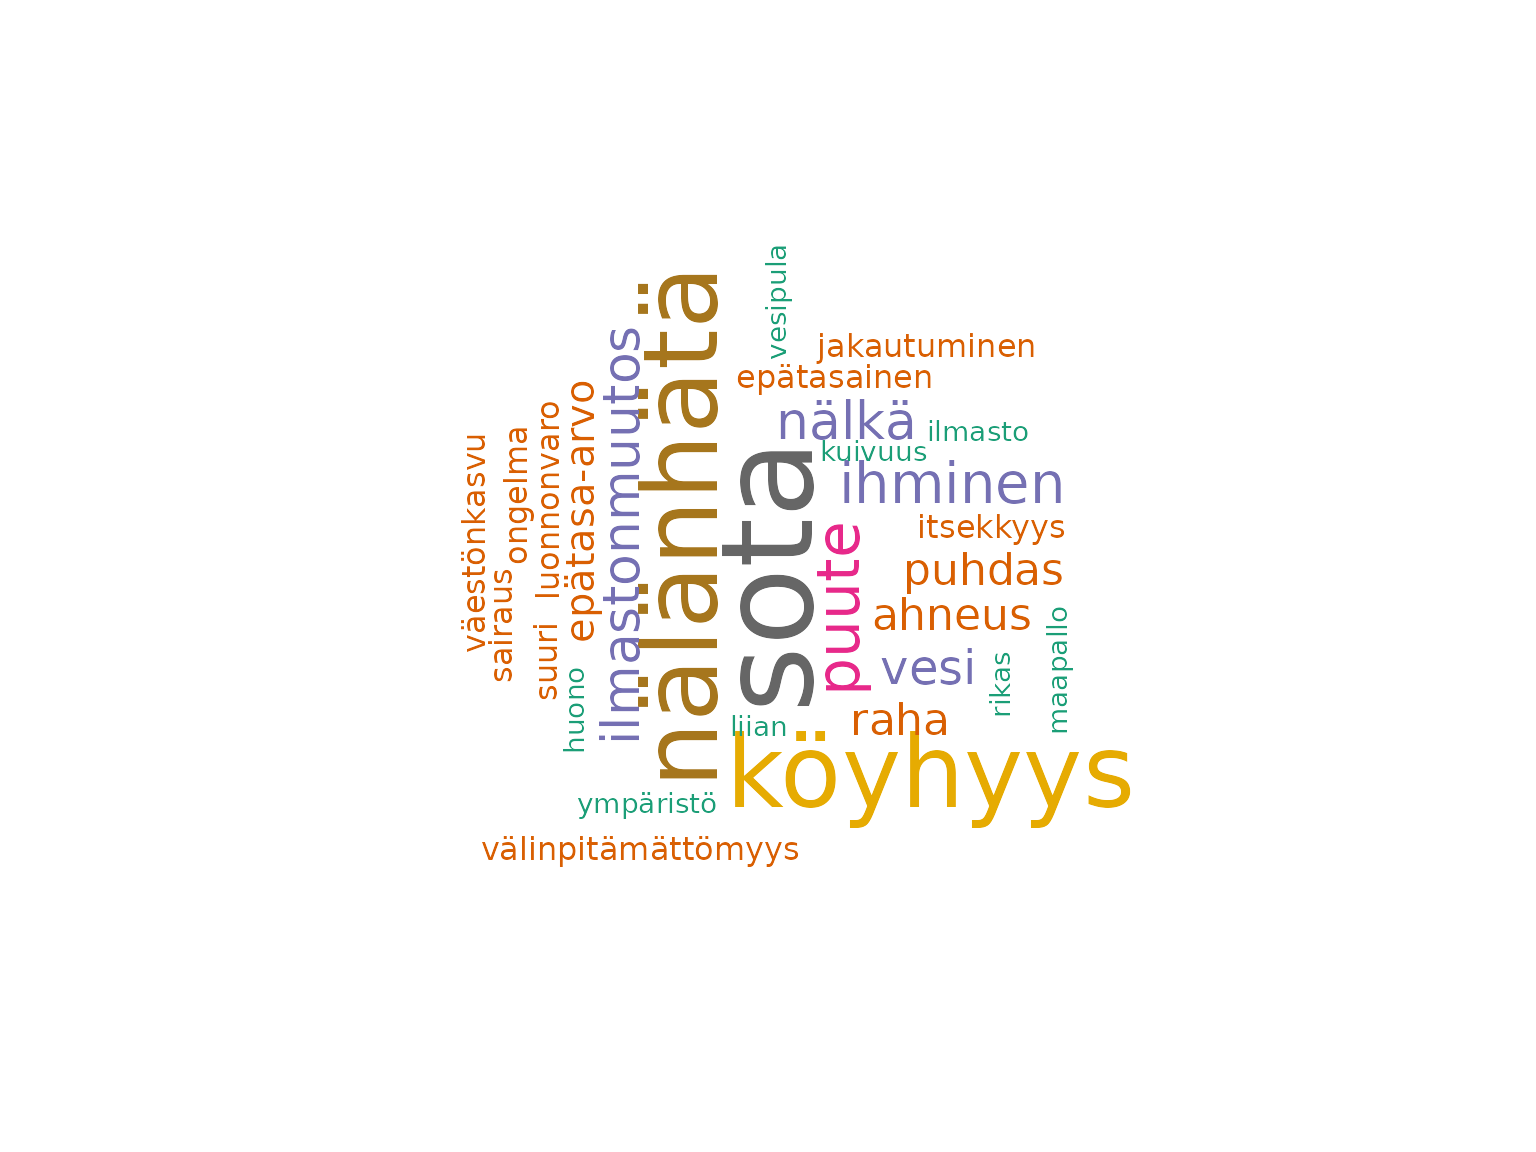 vesipula
jakautuminen
epätasainen
nälkä
ilmasto
kuivuus
ihminen
itsekkyys
puhdas
ahneus
vesi
rikas
maapallo
raha
puute
sota
liian
köyhyys
nälänhätä
ilmastonmuutos
epätasa-arvo
luonnonvaro
ongelma
väestönkasvu
sairaus
suuri
huono
ympäristö
välinpitämättömyys